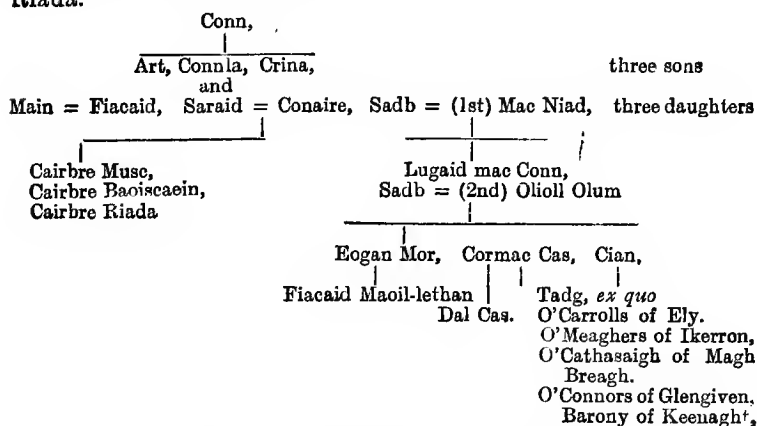 Riada.
Conn,
Art, Connla, Crina, three sons
and
Main = Fiacaid, Saraid = Conaire, Sadb = (1st) Mac Niad, three daughters
Cairbre Musc, Lugaid mac Conn,
Cairbre Baoiscaein, Sadb = (2nd) Olioll Olum
Cairbre Riada
Eogan Mor, Cormac Cas, Cian,
Fiacaid Maoil-lethan Tadg, ex quo
Dal Cas. O'Carrolls of Ely.
O'Meaghers of Ikerron,
O'Cathasaigh of Magh
Breagh.
O'Connors of Glengiven,
Barony of Keenaght†,